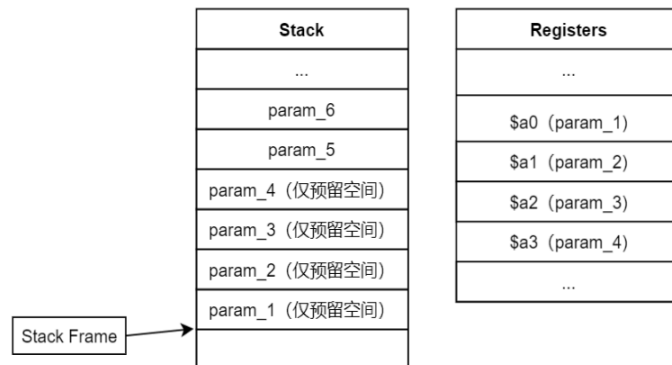 Stack
...
param_6
param_5
param_4（仅预留空间）
param_3（仅预留空间）
param_2（仅预留空间）
param_1（仅预留空间）
Stack Frame
Registers
...
$a0（param_1）
$a1（param_2）
$a2（param_3）
$a3（param_4）
...